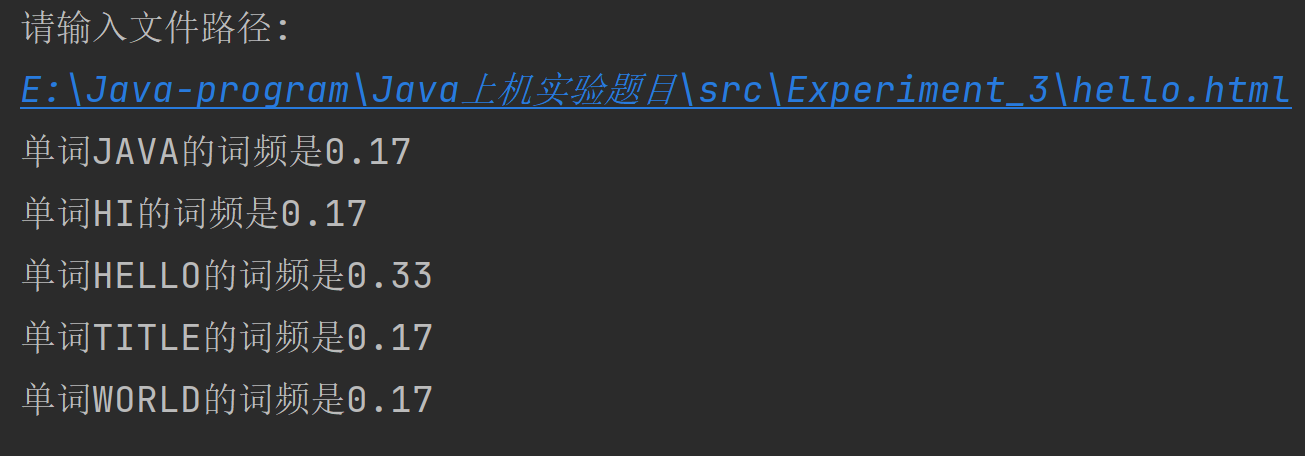 请输入文件路径：
E:\Java-program\Java上机实验题目\src\Experiment_3\hello.html
单词JAVA的词频是0.17
单词HI的词频是0.17
单词HELLO的词频是0.33
单词TITLE的词频是0.17
单词WORLD的词频是0.17